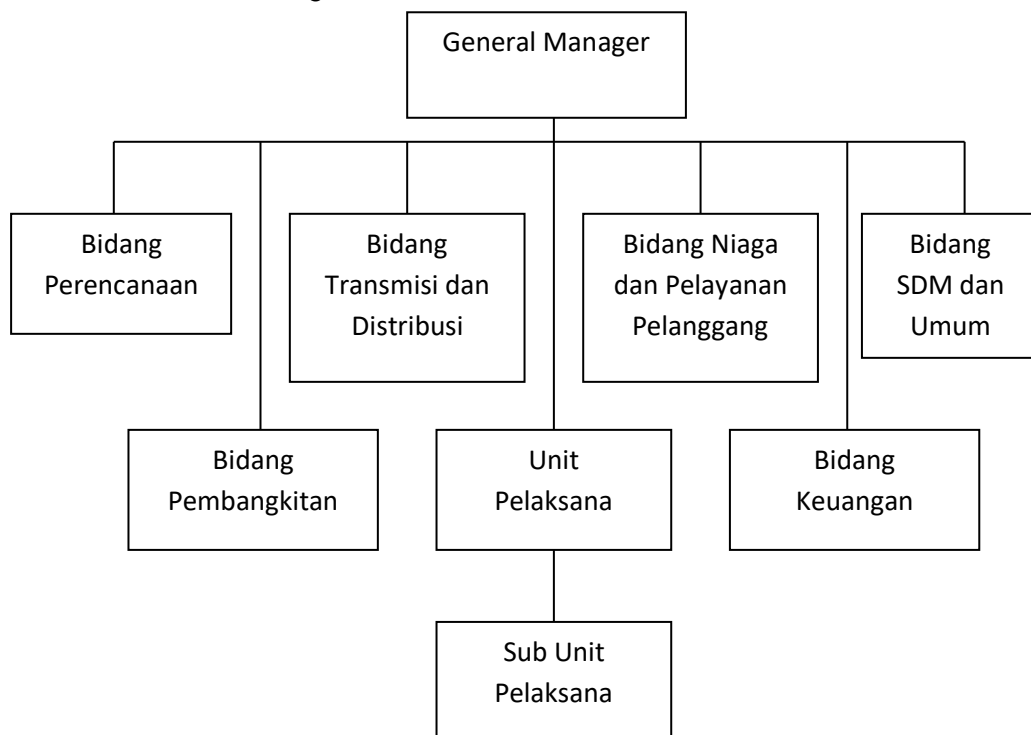 General Manager
Bidang
Perencanaan
Bidang
Transmisi dan
Distribusi
Bidang Niaga
dan Pelayanan
Pelanggang
Bidang
SDM dan
Umum
Bidang
Pembangkitan
Unit
Pelaksana
Bidang
Keuangan
Sub Unit
Pelaksana